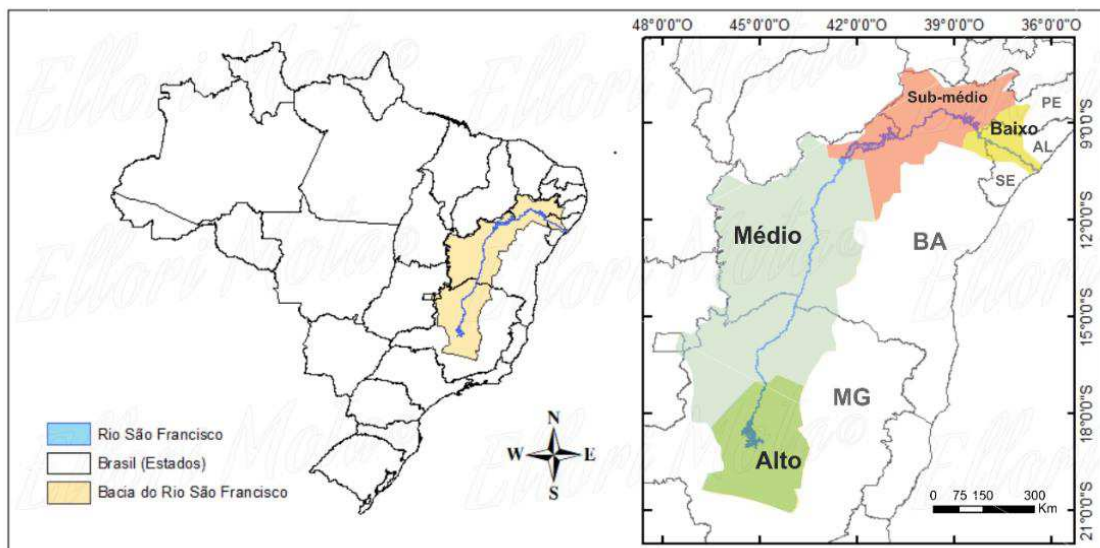 Ellori Mota©
48°0'0"O 45°0'0"O 42°0'0"O 39°0'0"O 36°0'0"O
Sub-médio
PE
Baixo
AL
SE
Médio
BA
MG
Alto
9°0'0"S
12°0'0"S
15°0'0"S
18°0'0"S
21°0'0"S
0 75 150 300
Km
Rio São Francisco
Brasil (Estados)
Bacia do Rio São Francisco
N
W E
S